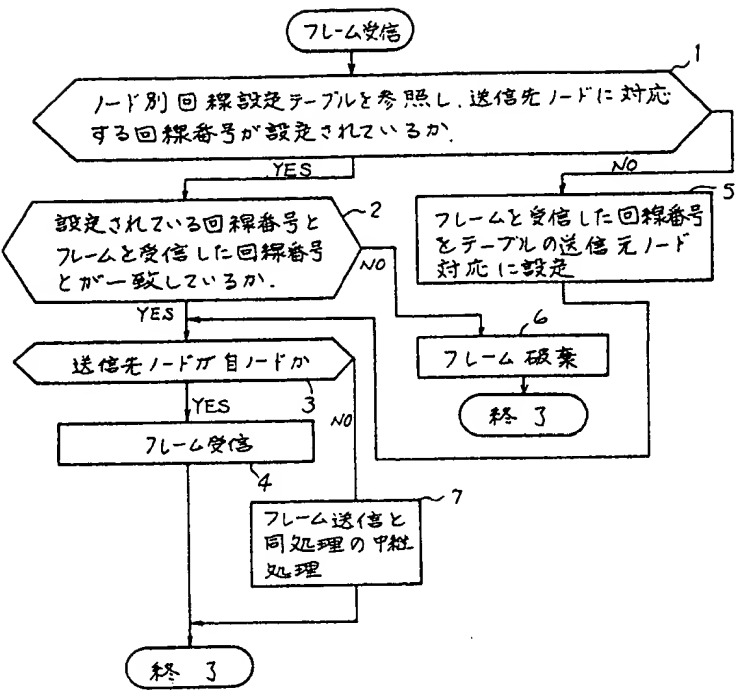 フレーム受信
1
ノード別回線設定テーブルを参照し、送信先ノードに対応
する回線番号が設定されているか.
YES
NO
設定されている回線番号と
フレームと受信した回線番号
とが一致しているか.
2
NO
YES
5
フレームと受信した回線番号
をテーブルの送信元ノード
対応に設定
6
フレーム破棄
終了
送信先ノードが自ノードか
3
YES
NO
フレーム受信
4
7
フレーム送信と
同処理の中継
処理
終了